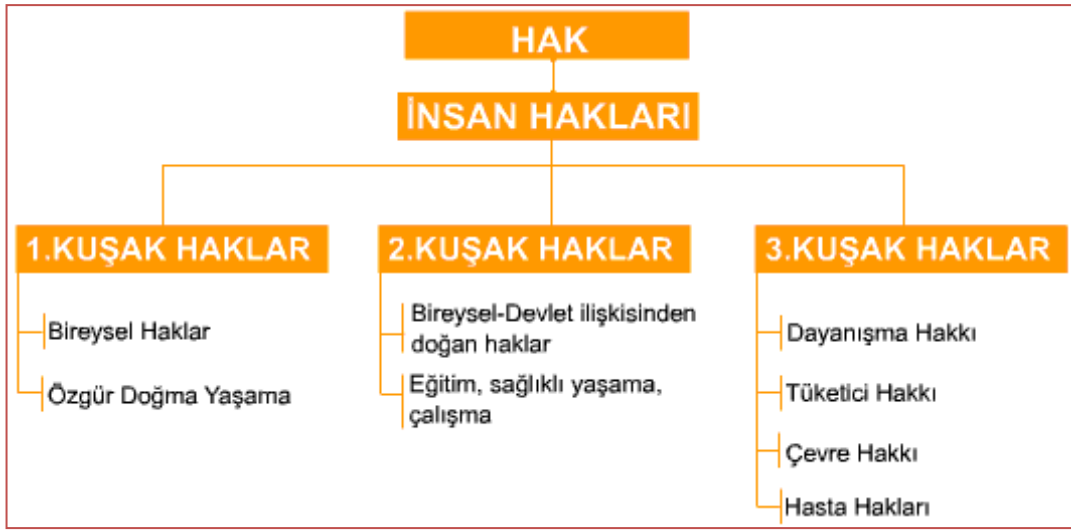 HAK
İNSAN HAKLARI
1.KUŞAK HAKLAR
Bireysel Haklar
Özgür Doğma Yaşama
2.KUŞAK HAKLAR
Bireysel-Devlet ilişkisinden
doğan haklar
Eğitim, sağlıklı yaşama,
çalışma
3.KUŞAK HAKLAR
Dayanışma Hakkı
Tüketici Hakkı
Çevre Hakkı
Hasta Hakları